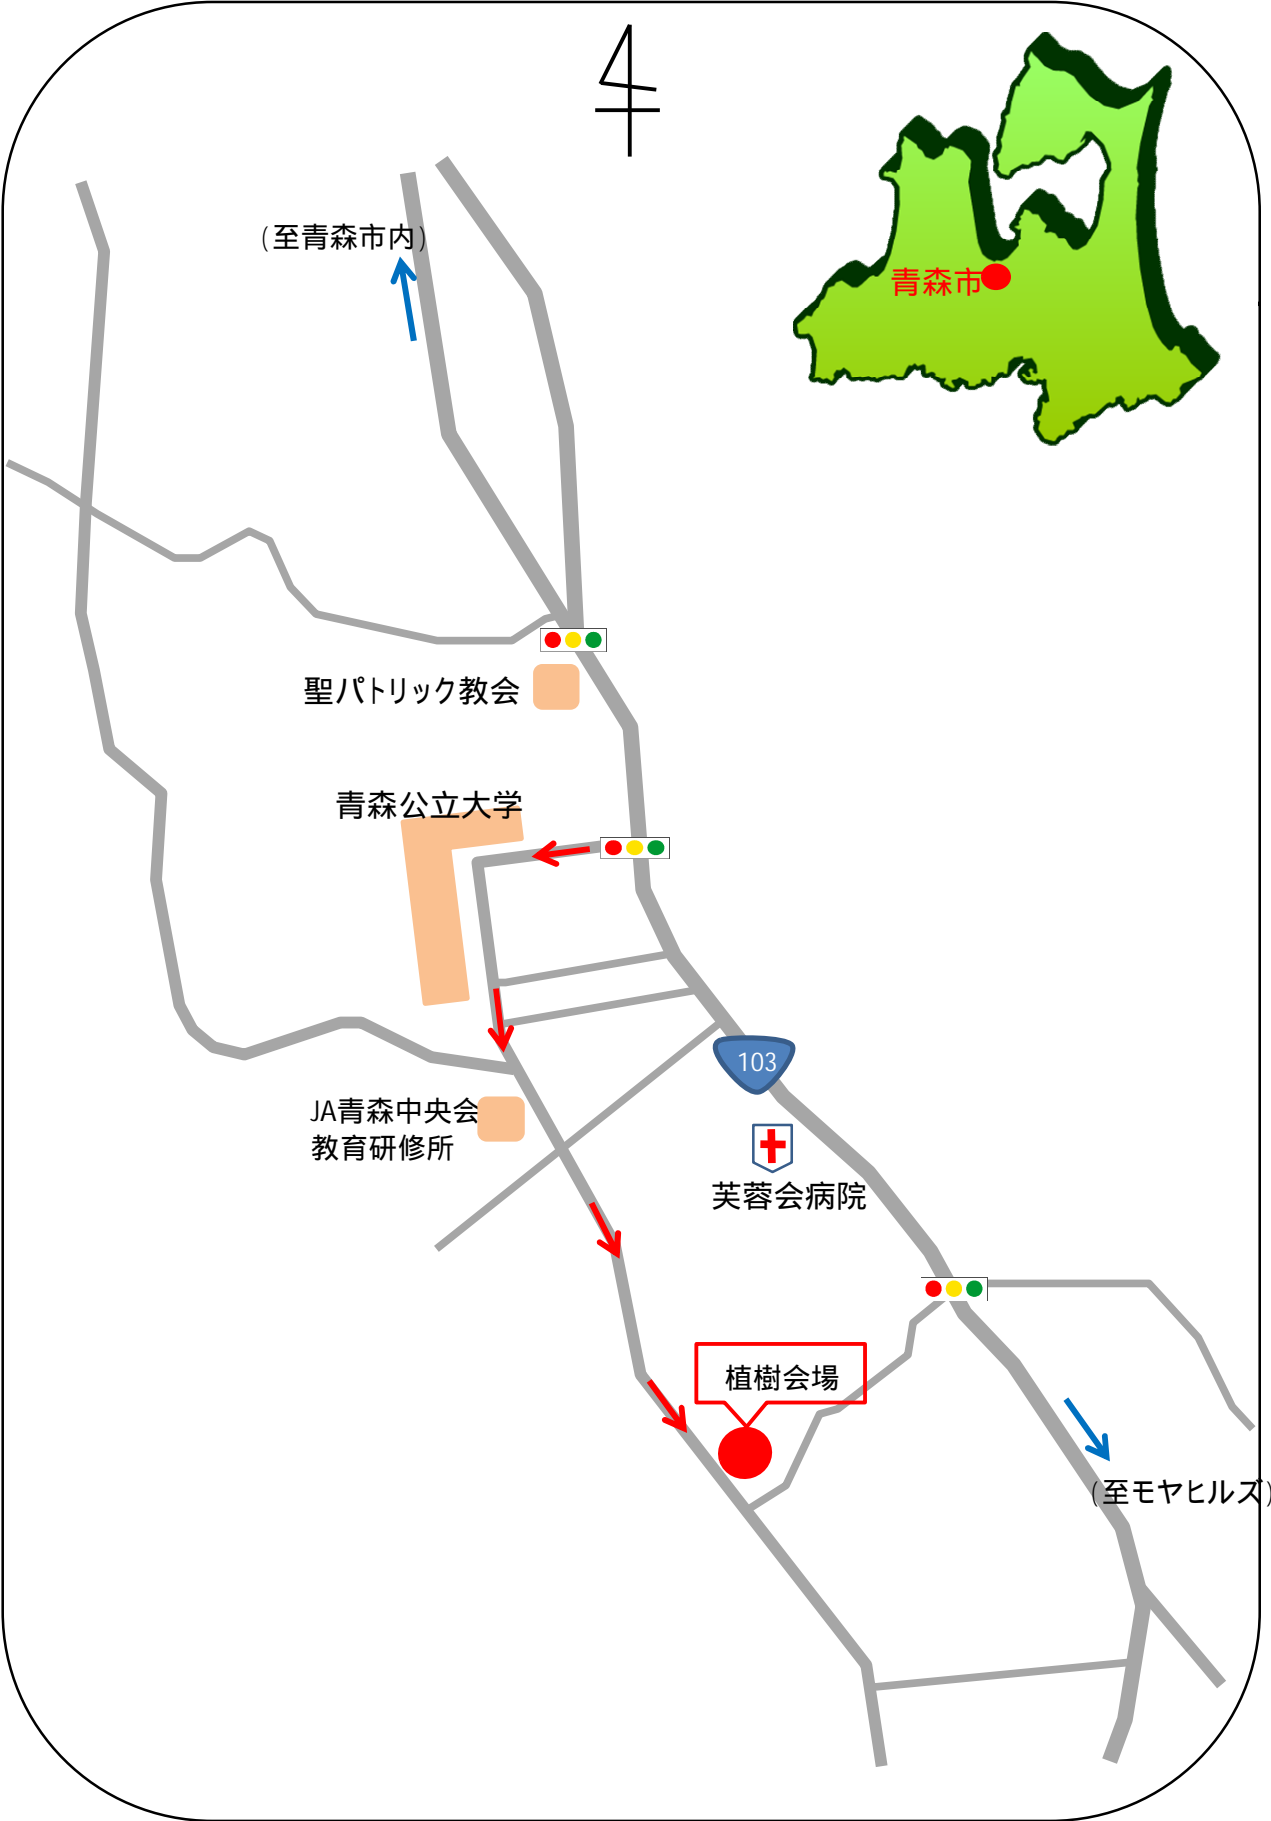 (至青森市内)
青森市
聖パトリック教会
青森公立大学
103
JA青森中央会
教育研修所
芙蓉会病院
植樹会場
(至モヤヒルズ)